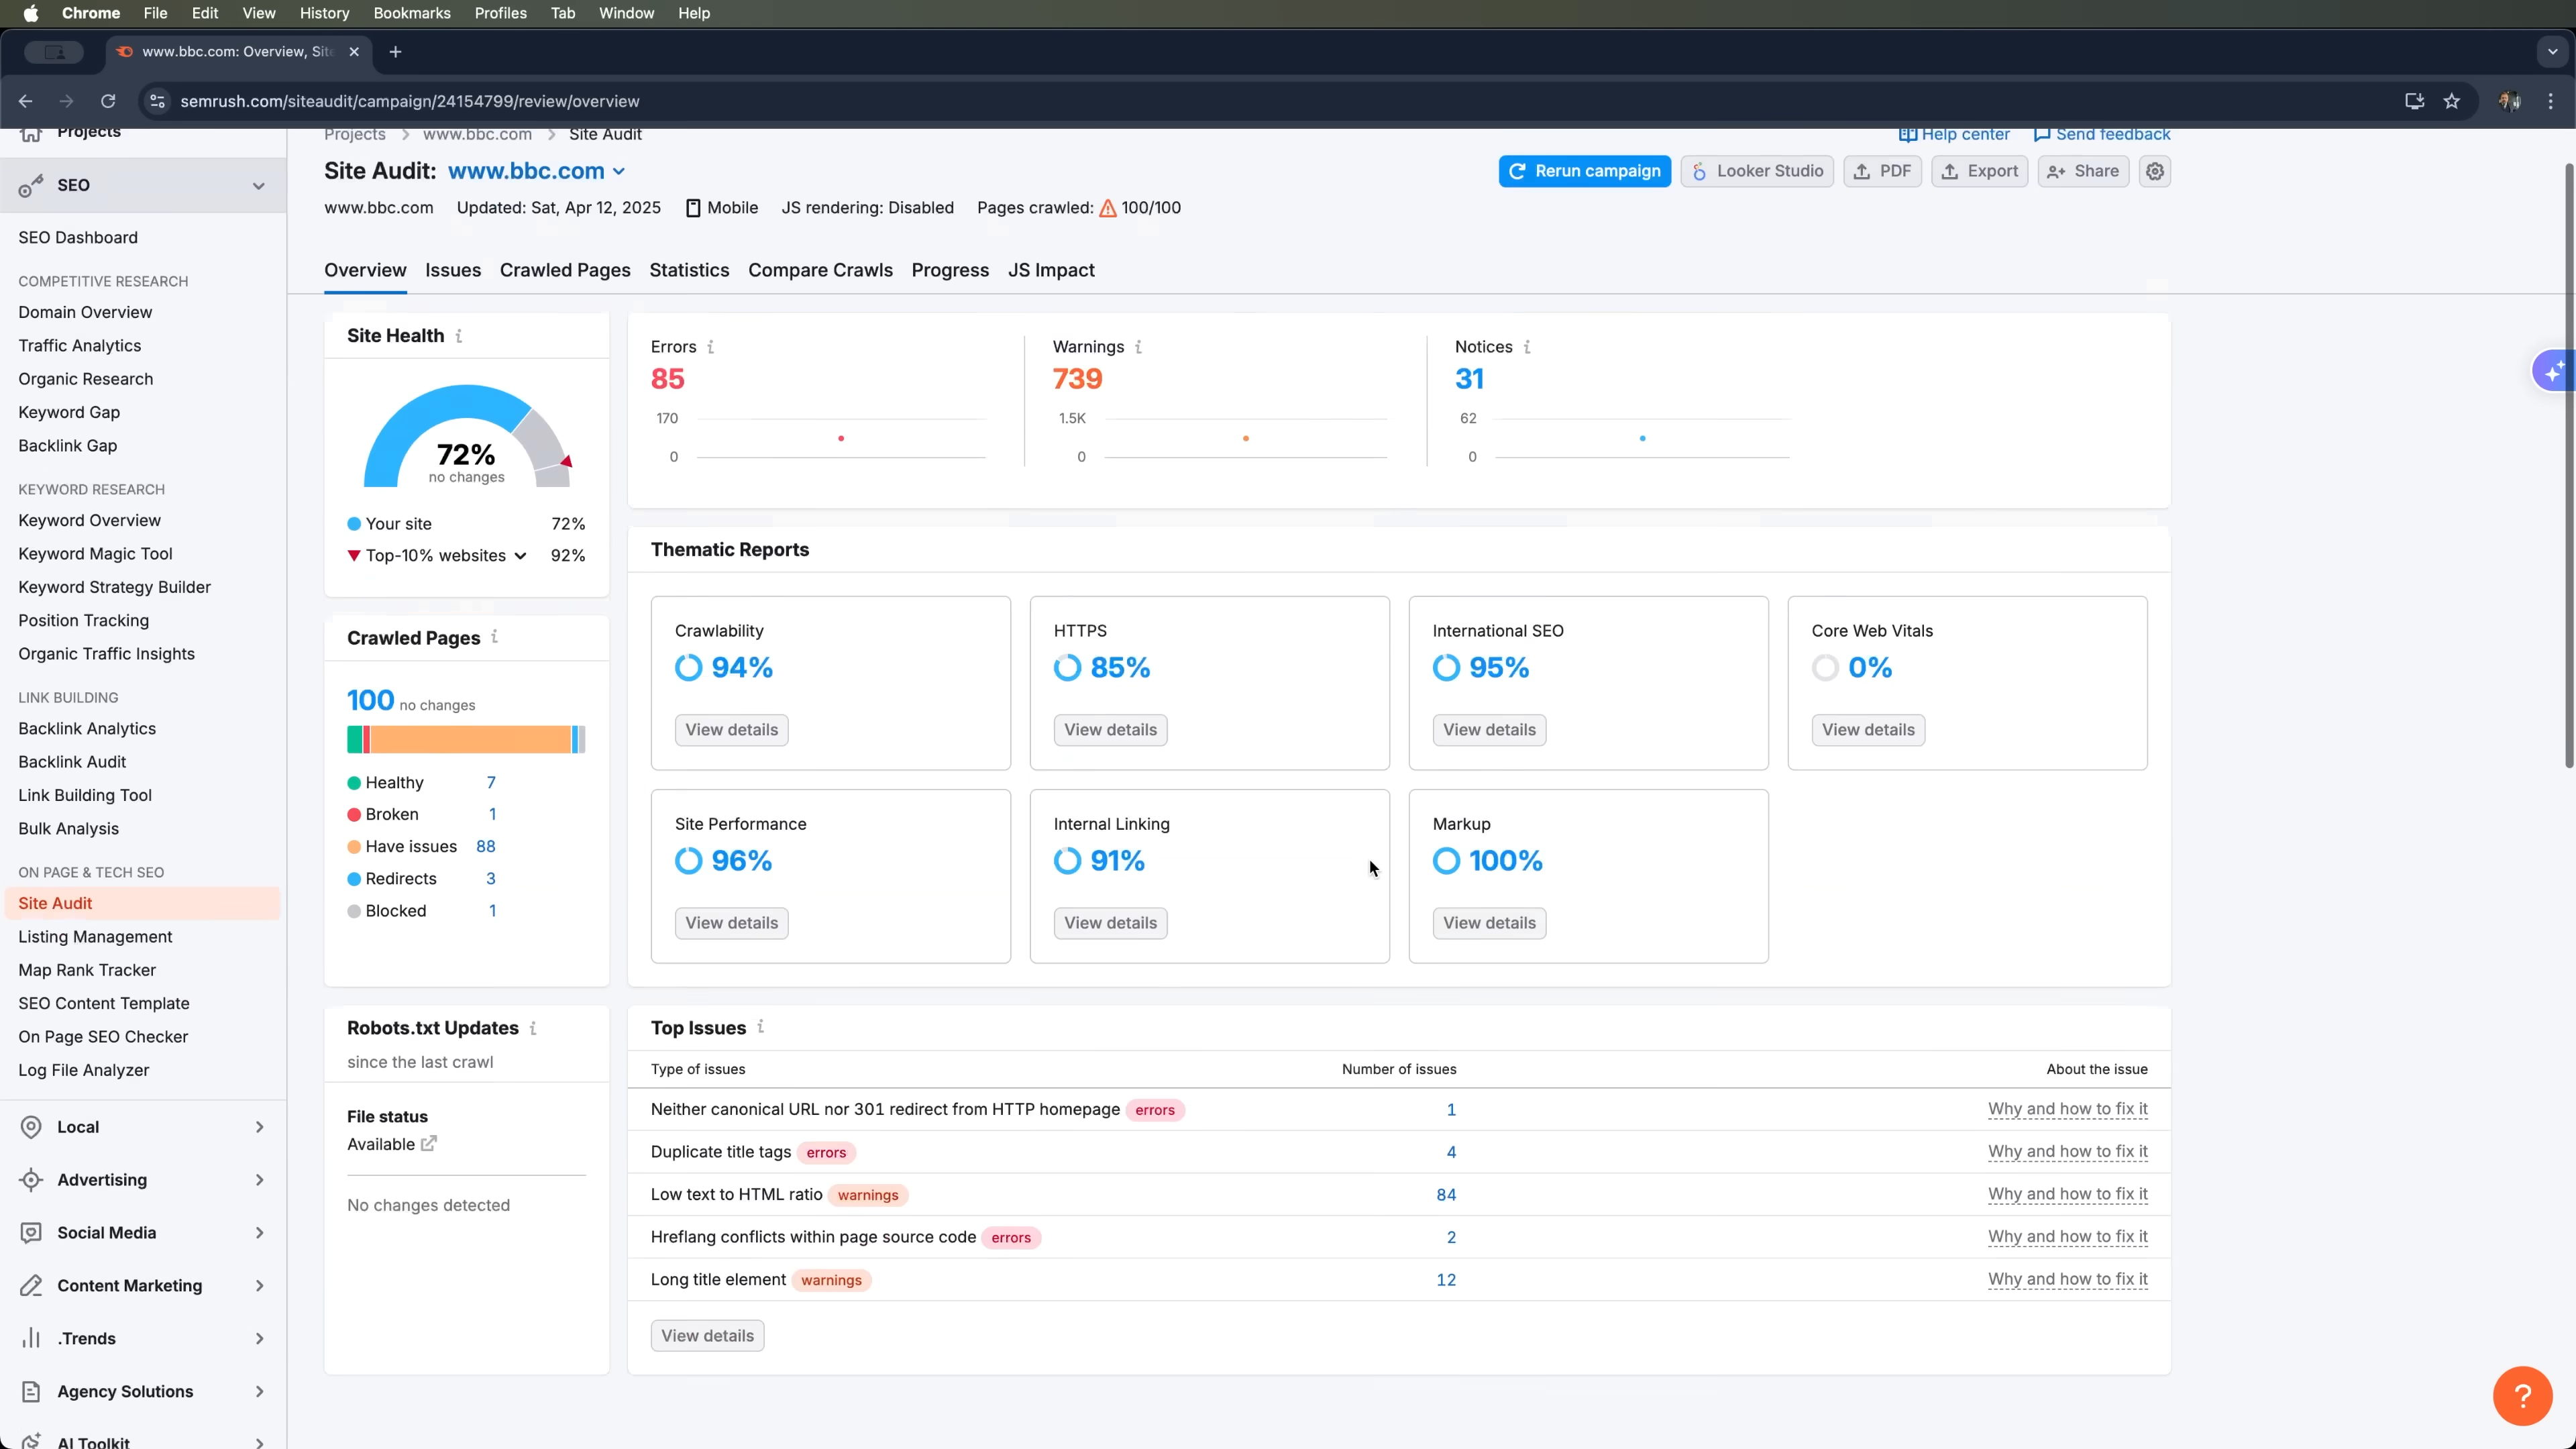 Chrome File Edit View History Bookmarks Profiles Tab Window Help
www.bbc.com: Overview, Site
semrush.com/siteaudit/campaign/24154799/review/overview
Projects
SEO
SEO Dashboard
COMPETITIVE RESEARCH
Domain Overview
Traffic Analytics
Organic Research
Keyword Gap
Backlink Gap
KEYWORD RESEARCH
Keyword Overview
Keyword Magic Tool
Keyword Strategy Builder
Position Tracking
Organic Traffic Insights
LINK BUILDING
Backlink Analytics
Backlink Audit
Link Building Tool
Bulk Analysis
ON PAGE & TECH SEO
Site Audit
Listing Management
Map Rank Tracker
SEO Content Template
On Page SEO Checker
Log File Analyzer
Local
Advertising
Social Media
Content Marketing
.Trends
Agency Solutions
AI Toolkit
Projects > www.bbc.com > Site Audit
Help center Send feedback
Site Audit: www.bbc.com
Rerun campaign Looker Studio PDF Export Share
www.bbc.com Updated: Sat, Apr 12, 2025 Mobile JS rendering: Disabled Pages crawled: 100/100
Overview Issues Crawled Pages Statistics Compare Crawls Progress JS Impact
Site Health
72%
no changes
Your site 72%
Top-10% websites 92%
Errors
85
170
0
Warnings
739
1.5K
0
Notices
31
62
0
Crawled Pages
100 no changes
Healthy 7
Broken 1
Have issues 88
Redirects 3
Blocked 1
Thematic Reports
Crawlability
94%
View details
HTTPS
85%
View details
International SEO
95%
View details
Core Web Vitals
0%
View details
Site Performance
96%
View details
Internal Linking
91%
View details
Markup
100%
View details
Robots.txt Updates
since the last crawl
File status
Available
No changes detected
Top Issues
Type of issues Number of issues About the issue
Neither canonical URL nor 301 redirect from HTTP homepage errors 1 Why and how to fix it
Duplicate title tags errors 4 Why and how to fix it
Low text to HTML ratio warnings 84 Why and how to fix it
Hreflang conflicts within page source code errors 2 Why and how to fix it
Long title element warnings 12 Why and how to fix it
View details
?